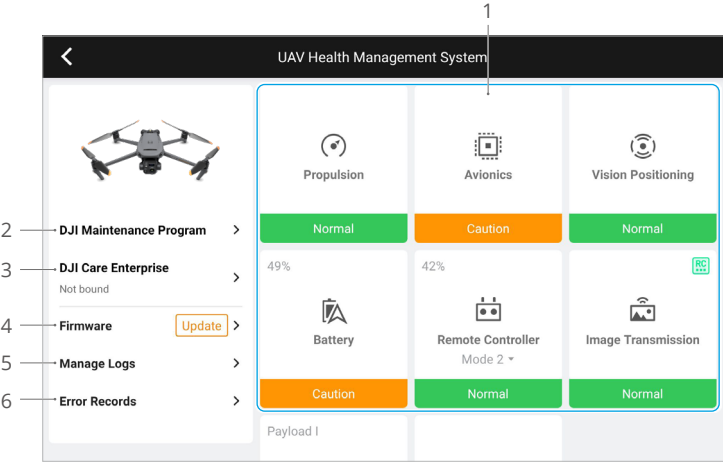 1
UAV Health Management System
Propulsion
Normal
Avionics
Caution
Vision Positioning
Normal
2
DJI Maintenance Program
3
DJI Care Enterprise
Not bound
4
Firmware
Update
5
Manage Logs
6
Error Records
49%
Battery
Caution
42%
Remote Controller
Mode 2
Normal
RC
Image Transmission
Normal
Payload I